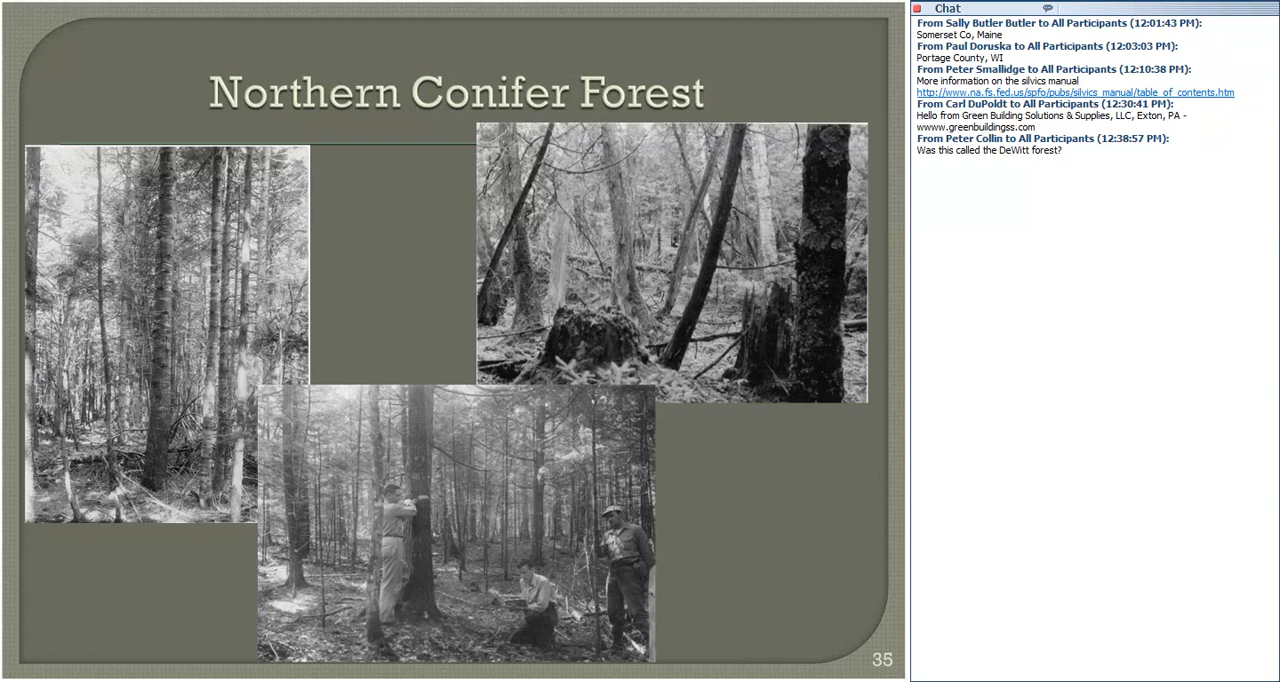 Northern Conifer Forest
35
Chat
From Sally Butler Butler to All Participants (12:01:43 PM):
Somerset Co, Maine
From Paul Doruska to All Participants (12:03:03 PM):
Portage County, WI
From Peter Smallidge to All Participants (12:10:38 PM):
More information on the silvics manual
http://www.na.fs.fed.us/spfo/pubs/silvics_manual/table_of_contents.htm
From Carl DuPoldt to All Participants (12:30:41 PM):
Hello from Green Building Solutions & Supplies, LLC, Exton, PA -
wwww.greenbuildingss.com
From Peter Collin to All Participants (12:38:57 PM):
Was this called the DeWitt forest?